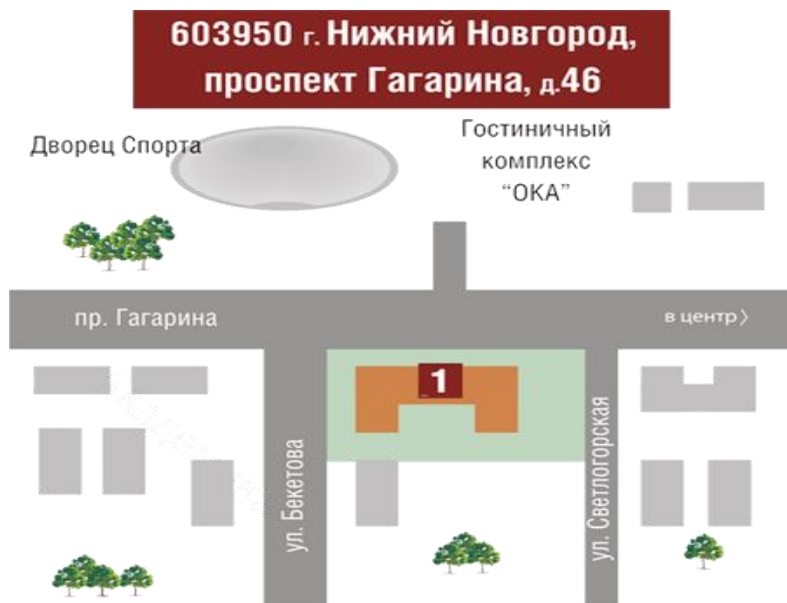 603950 г. Нижний Новгород,
проспект Гагарина, д.46
Дворец Спорта
Гостиничный
комплекс
“ОКА”
пр. Гагарина
в центр 〉
1
ул. Бекетова
ул. Светлогорская